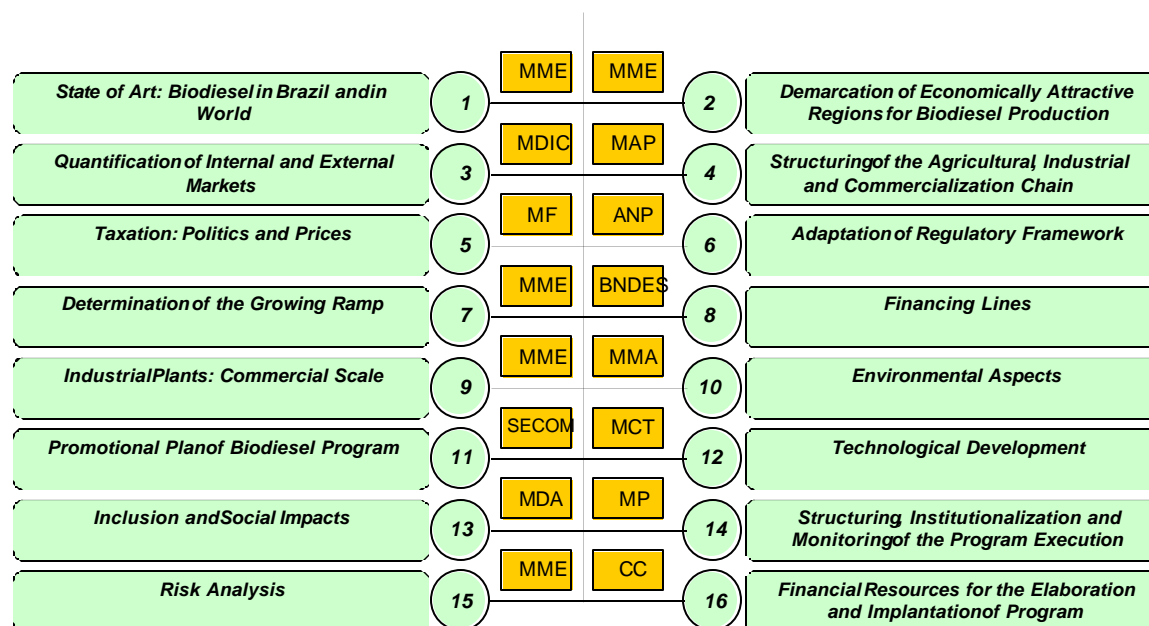 MME MME
State of Art: Biodiesel in Brazil and in
World
1
2
Demarcation of Economically Attractive
Regions for Biodiesel Production
MDIC MAP
Quantification of Internal and External
Markets
3
4
Structuring of the Agricultural, Industrial
and Commercialization Chain
MF ANP
Taxation: Politics and Prices
5
6
Adaptation of Regulatory Framework
MME BNDES
Determination of the Growing Ramp
7
8
Financing Lines
MME MMA
Industrial Plants: Commercial Scale
9
10
Environmental Aspects
SECOM MCT
Promotional Plan of Biodiesel Program
11
12
Technological Development
MDA MP
Inclusion and Social Impacts
13
14
Structuring, Institutionalization and
Monitoring of the Program Execution
MME CC
Risk Analysis
15
16
Financial Resources for the Elaboration
and Implantation of Program